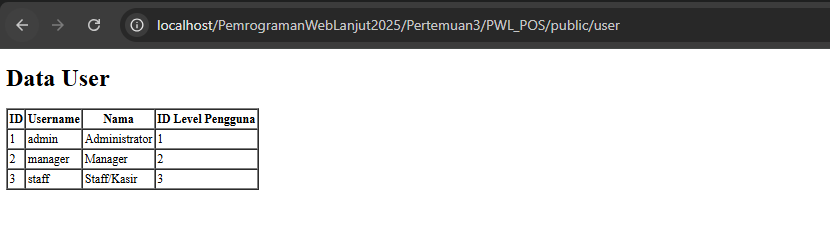 localhost/PemrogramanWebLanjut2025/Pertemuan3/PWL_POS/public/user
Data User
ID Username Nama ID Level Pengguna
1 admin Administrator 1
2 manager Manager 2
3 staff Staff/Kasir 3